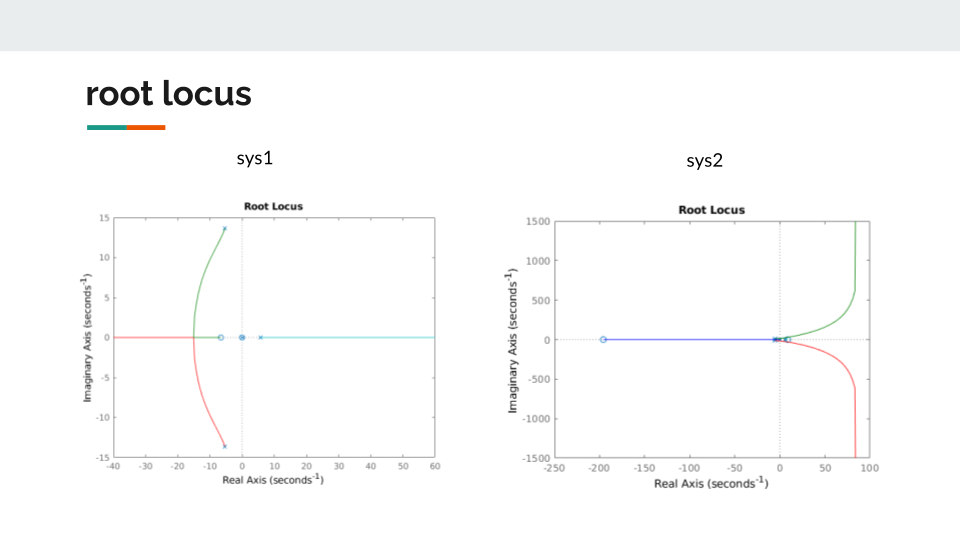 root locus
sys1
sys2
Root Locus
15
10
5
0
-5
-10
-15
-40 -30 -20 -10 0 10 20 30 40 50 60
Imaginary Axis (seconds⁻¹)
Real Axis (seconds⁻¹)
Root Locus
1500
1000
500
0
-500
-1000
-1500
-250 -200 -150 -100 -50 0 50 100
Imaginary Axis (seconds⁻¹)
Real Axis (seconds⁻¹)